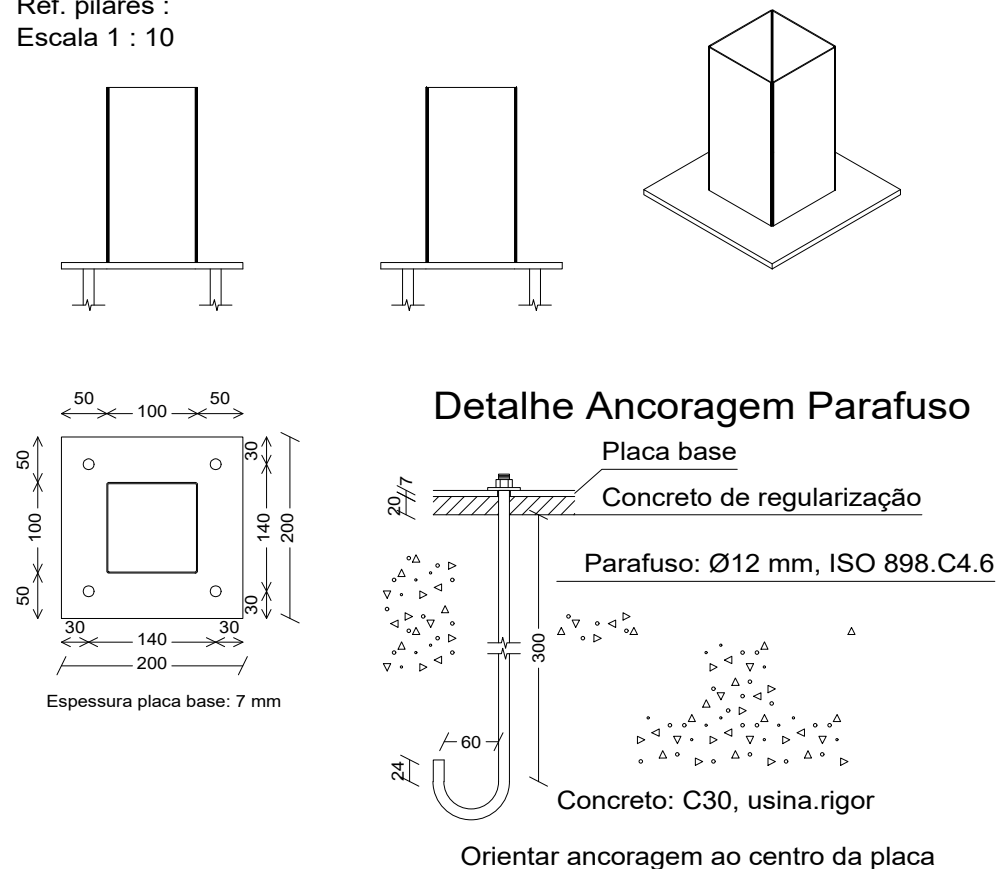 Ref. pilares :
Escala 1 : 10
50
100
50
50
100
50
30
140
30
200
30
140
30
200
Espessura placa base: 7 mm
Detalhe Ancoragem Parafuso
Placa base
Concreto de regularização
20
7
Parafuso: Ø12 mm, ISO 898.C4.6
300
60
24
Concreto: C30, usina.rigor
Orientar ancoragem ao centro da placa